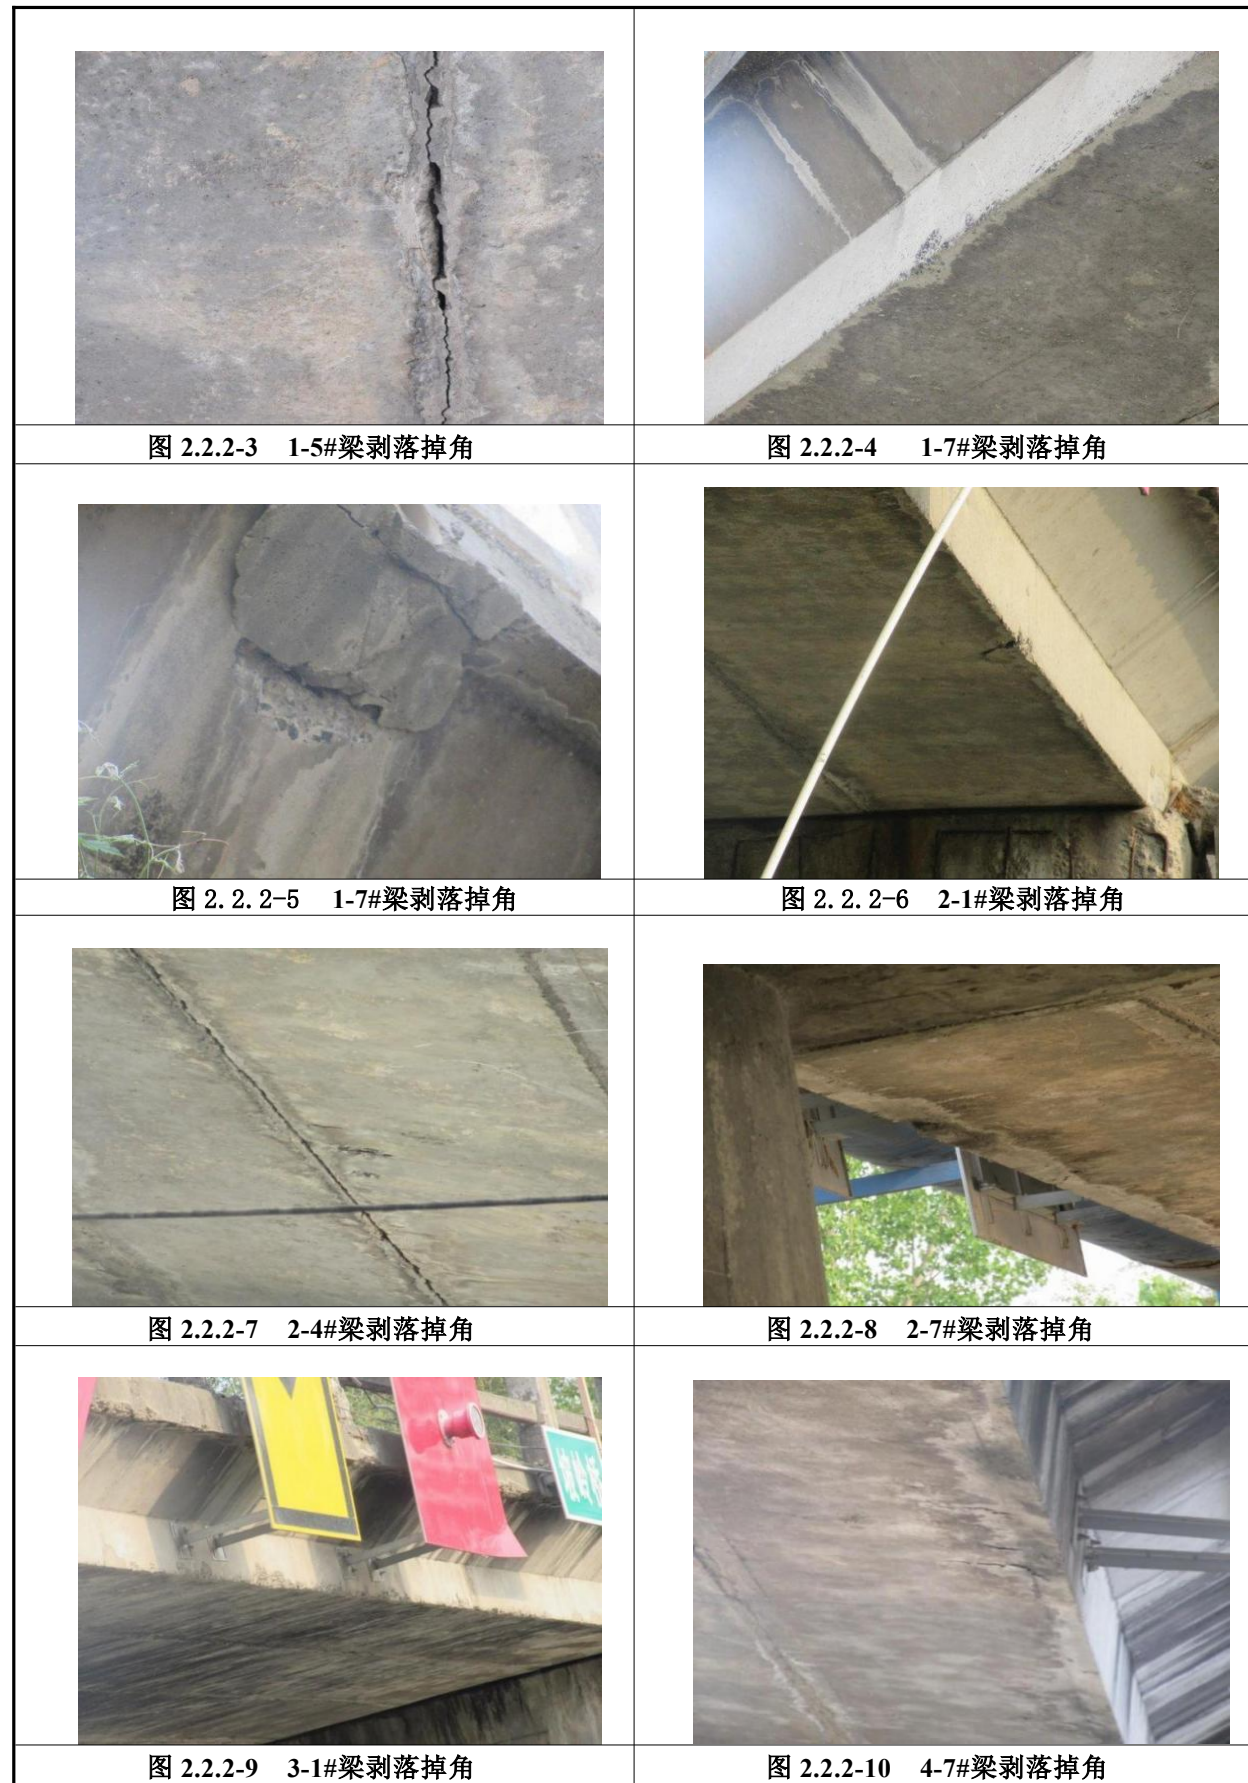 图 2.2.2-3 1-5#梁剥落掉角
图 2.2.2-4 1-7#梁剥落掉角
图 2.2.2-5 1-7#梁剥落掉角
图 2.2.2-6 2-1#梁剥落掉角
图 2.2.2-7 2-4#梁剥落掉角
图 2.2.2-8 2-7#梁剥落掉角
图 2.2.2-9 3-1#梁剥落掉角
图 2.2.2-10 4-7#梁剥落掉角